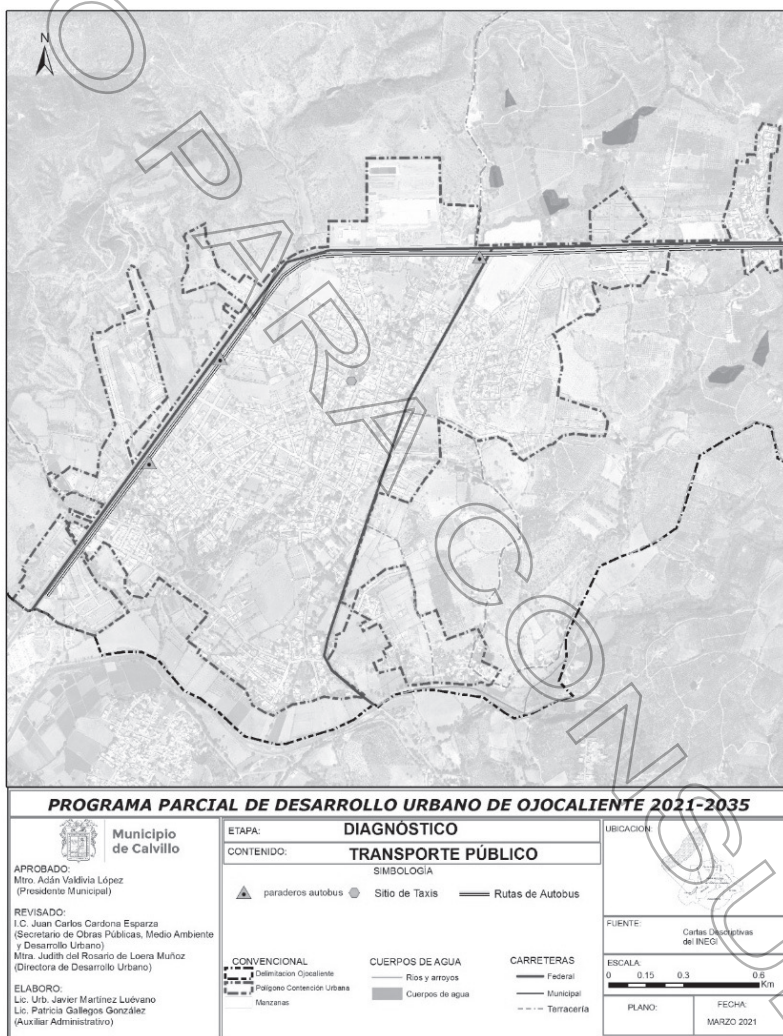 N
SOLO PARA CONSULTA
PROGRAMA PARCIAL DE DESARROLLO URBANO DE OJOCALIENTE 2021-2035
Municipio
de Calvillo
APROBADO:
Mtro. Adán Valdivia López
(Presidente Municipal)
REVISADO:
I.C. Juan Carlos Cardona Esparza
(Secretario de Obras Públicas, Medio Ambiente
y Desarrollo Urbano)
Mtra. Judith del Rosario de Loera Muñoz
(Directora de Desarrollo Urbano)
ELABORO:
Lic. Urb. Javier Martínez Luévano
Lic. Patricia Gallegos González
(Auxiliar Administrativo)
ETAPA: DIAGNÓSTICO
CONTENIDO: TRANSPORTE PÚBLICO
SIMBOLOGÍA
paraderos autobus Sitio de Taxis Rutas de Autobus
CONVENCIONAL
Delimitacion Ojocaliente
Polígono Contención Urbana
Manzanas
CUERPOS DE AGUA
Rios y arroyos
Cuerpos de agua
CARRETERAS
Federal
Municipal
Terracería
UBICACION:
FUENTE: Cartas Descriptivas
del INEGI
ESCALA:
0 0.15 0.3 0.6
Km
PLANO:
FECHA:
MARZO 2021